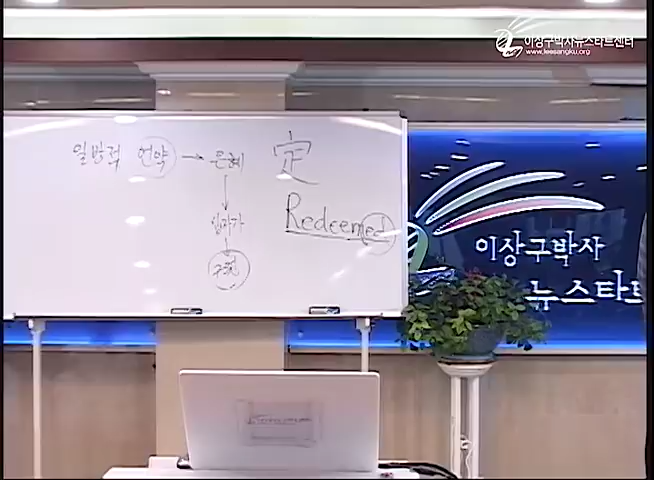 이상구박사뉴스타트센터
www.leesangku.org
일방적 언약 → 은혜
십자가
구원
定
Redeemed
이상구박사
뉴스타트